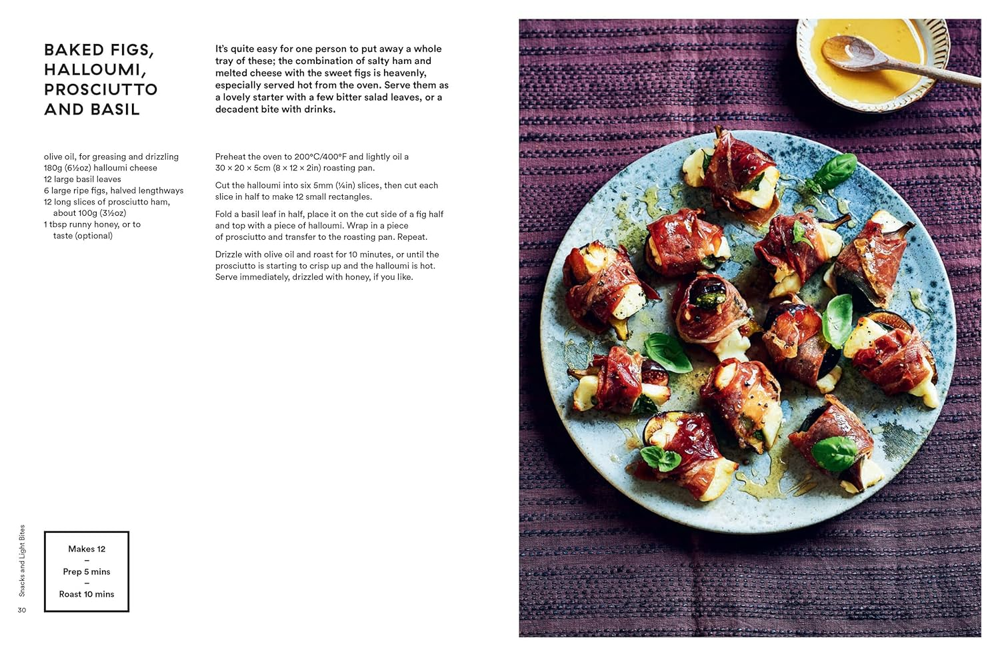 BAKED FIGS,
HALLOUMI,
PROSCIUTTO
AND BASIL
It's quite easy for one person to put away a whole
tray of these; the combination of salty ham and
melted cheese with the sweet figs is heavenly,
especially served hot from the oven. Serve them as
a lovely starter with a few bitter salad leaves, or a
decadent bite with drinks.
olive oil, for greasing and drizzling
180g (6½oz) halloumi cheese
12 large basil leaves
6 large ripe figs, halved lengthways
12 long slices of prosciutto ham,
about 100g (3½oz)
1 tbsp runny honey, or to
taste (optional)
Preheat the oven to 200°C/400°F and lightly oil a
30 × 20 × 5cm (8 × 12 × 2in) roasting pan.
Cut the halloumi into six 5mm (¼in) slices, then cut each
slice in half to make 12 small rectangles.
Fold a basil leaf in half, place it on the cut side of a fig half
and top with a piece of halloumi. Wrap in a piece
of prosciutto and transfer to the roasting pan. Repeat.
Drizzle with olive oil and roast for 10 minutes, or until the
prosciutto is starting to crisp up and the halloumi is hot.
Serve immediately, drizzled with honey, if you like.
Makes 12
–
Prep 5 mins
–
Roast 10 mins
Snacks and Light Bites
30